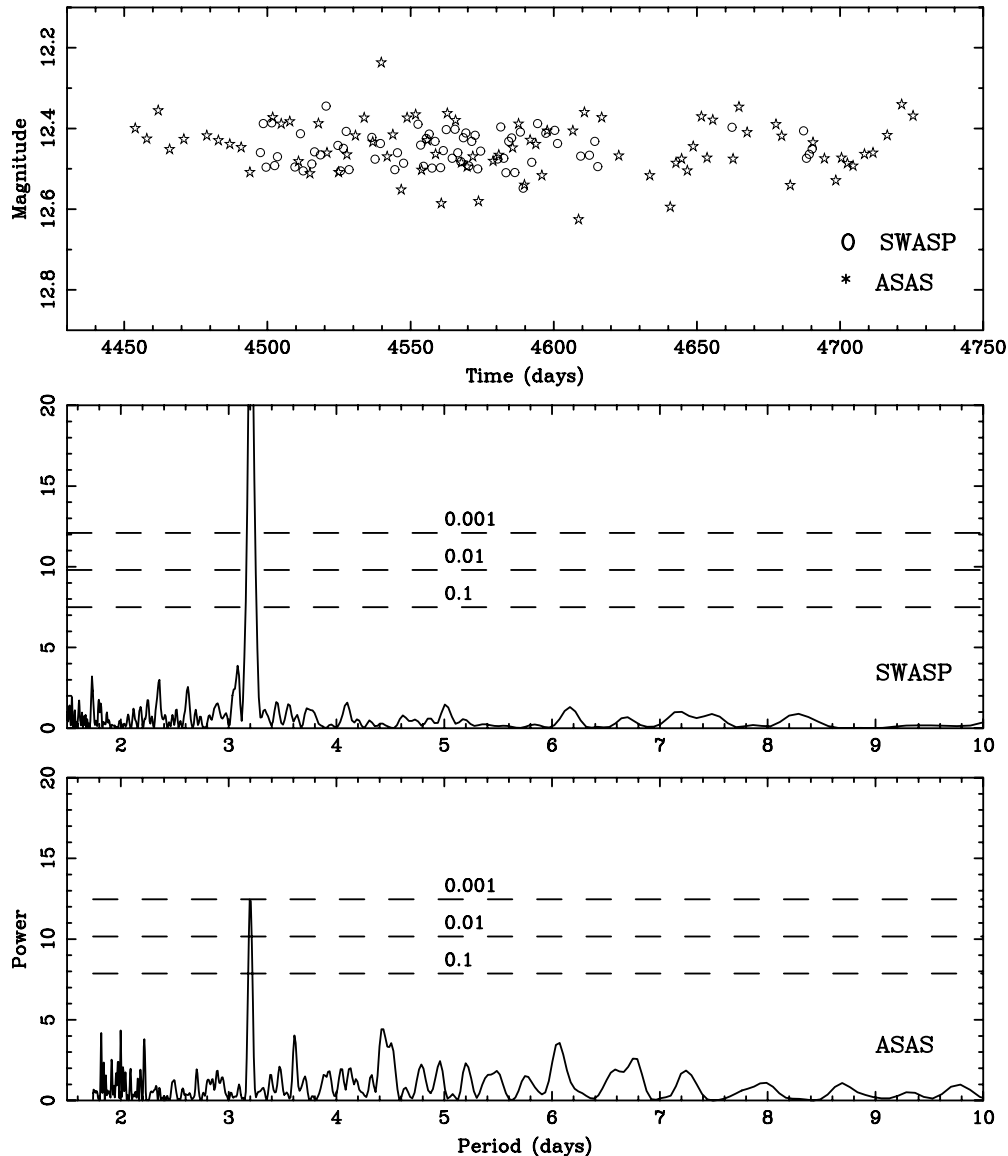 12.2
12.4
12.6
12.8
Magnitude
O SWASP
* ASAS
4450 4500 4550 4600 4650 4700 4750
Time (days)
20
15
10
5
0
0.001
0.01
0.1
SWASP
2 3 4 5 6 7 8 9 10
20
15
10
5
0
Power
0.001
0.01
0.1
ASAS
2 3 4 5 6 7 8 9 10
Period (days)